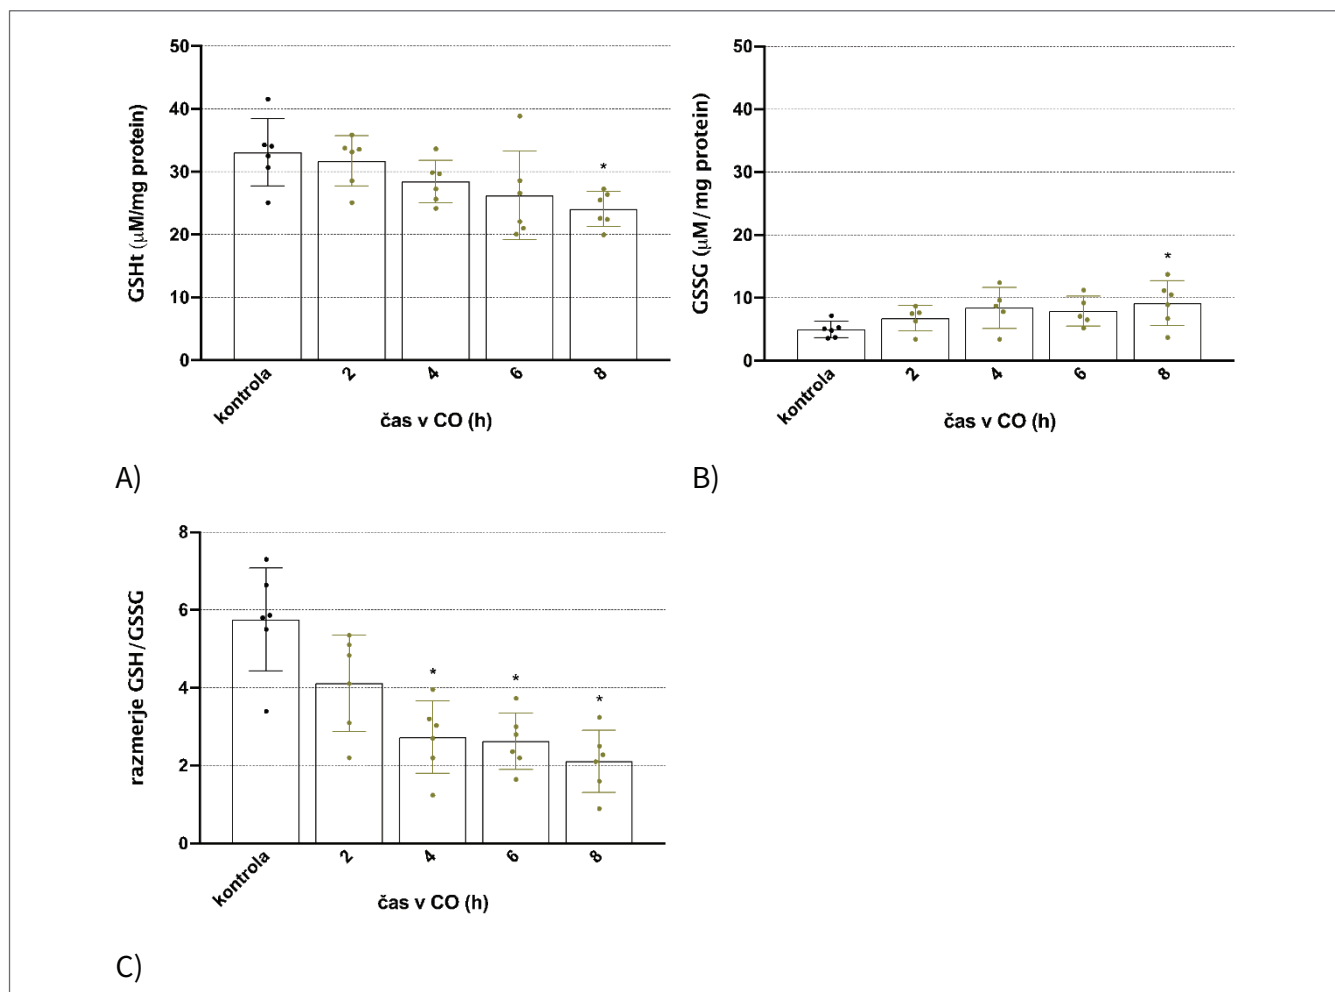 50
40
30
20
10
0
GSHt (µM/mg protein)
*
kontrola
2
4
6
8
čas v CO (h)
A)
50
40
30
20
10
0
GSSG (µM/mg protein)
*
kontrola
2
4
6
8
čas v CO (h)
B)
8
6
4
2
0
razmerje GSH/GSSG
* * *
kontrola
2
4
6
8
čas v CO (h)
C)